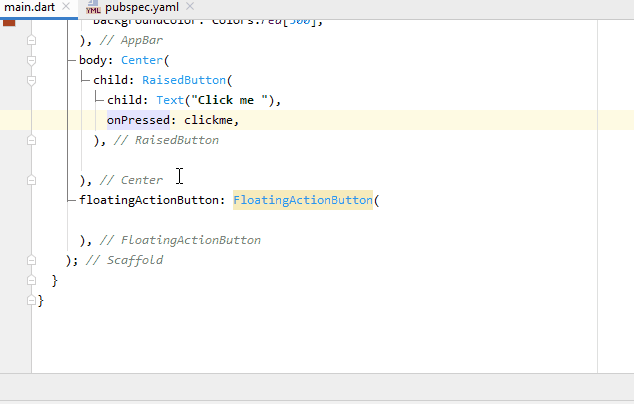 main.dart pubspec.yaml
YML
backgroundColor: Colors.red[500],
), // AppBar
body: Center(
child: RaisedButton(
child: Text("Click me "),
onPressed: clickme,
), // RaisedButton
), // Center
floatingActionButton: FloatingActionButton(
), // FloatingActionButton
); // Scaffold
}
}